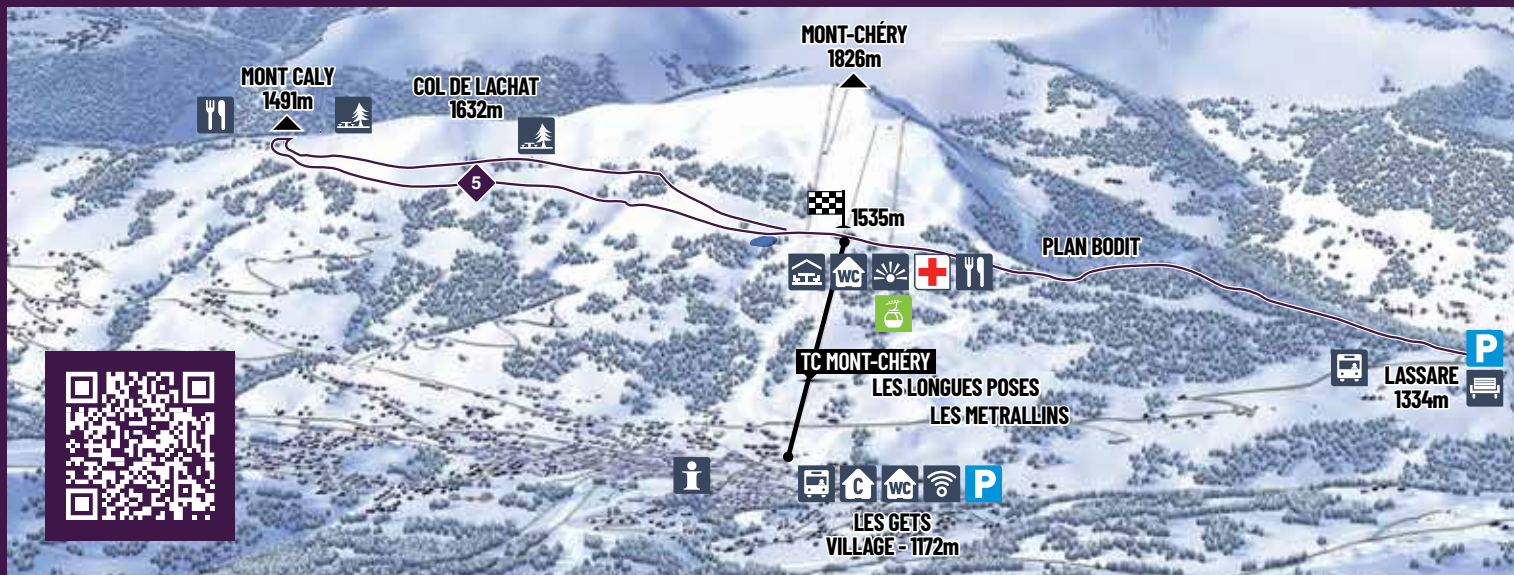 MONT-CHÉRY
1826m
MONT CALY
1491m
COL DE LACHAT
1632m
5
1535m
PLAN BODIT
WC
TC MONT-CHÉRY
LES LONGUES POSES
LES METRALLINS
P
LASSARE
1334m
i
C
WC
P
LES GETS
VILLAGE - 1172m